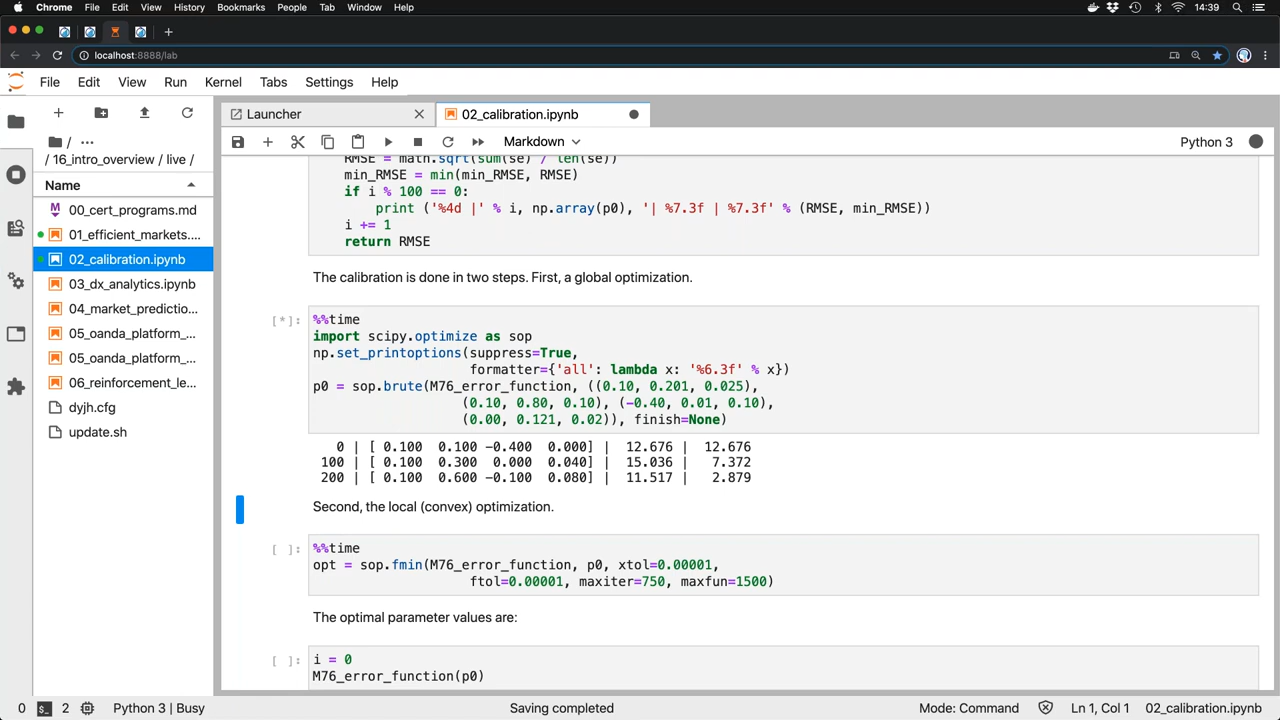 Chrome File Edit View History Bookmarks People Tab Window Help 14:39
localhost:8888/lab
File Edit View Run Kernel Tabs Settings Help
Launcher
02_calibration.ipynb
Markdown
Python 3
/ ...
/ 16_intro_overview / live /
Name
00_cert_programs.md
01_efficient_markets....
02_calibration.ipynb
03_dx_analytics.ipynb
04_market_predictio...
05_oanda_platform_...
05_oanda_platform_...
06_reinforcement_le...
dyjh.cfg
update.sh
RMSE = math.sqrt(sum(se) / len(se))
min_RMSE = min(min_RMSE, RMSE)
if i % 100 == 0:
print ('%4d |' % i, np.array(p0), '| %7.3f | %7.3f' % (RMSE, min_RMSE))
i += 1
return RMSE
The calibration is done in two steps. First, a global optimization.
[*]:
%%time
import scipy.optimize as sop
np.set_printoptions(suppress=True,
formatter={'all': lambda x: '%6.3f' % x})
p0 = sop.brute(M76_error_function, ((0.10, 0.201, 0.025),
(0.10, 0.80, 0.10), (-0.40, 0.01, 0.10),
(0.00, 0.121, 0.02)), finish=None)
0 | [ 0.100 0.100 -0.400 0.000] | 12.676 | 12.676
100 | [ 0.100 0.300 0.000 0.040] | 15.036 | 7.372
200 | [ 0.100 0.600 -0.100 0.080] | 11.517 | 2.879
Second, the local (convex) optimization.
[ ]:
%%time
opt = sop.fmin(M76_error_function, p0, xtol=0.00001,
ftol=0.00001, maxiter=750, maxfun=1500)
The optimal parameter values are:
[ ]:
i = 0
M76_error_function(p0)
0 2 Python 3 | Busy Saving completed Mode: Command Ln 1, Col 1 02_calibration.ipynb